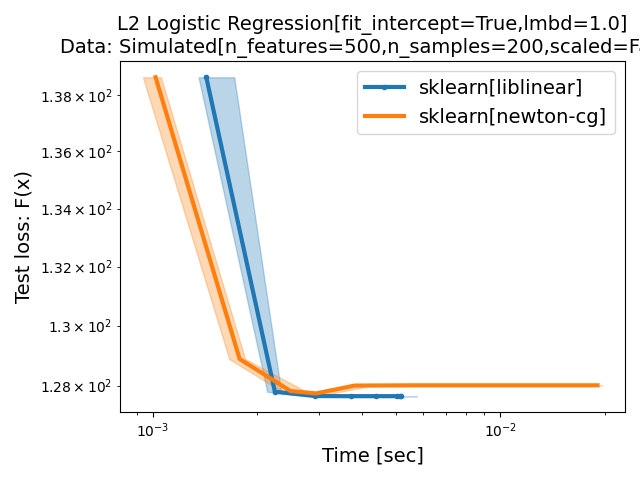 L2 Logistic Regression[fit_intercept=True,lmbd=1.0]
Data: Simulated[n_features=500,n_samples=200,scaled=Fa
sklearn[liblinear]
sklearn[newton-cg]
1.38 × 10²
1.36 × 10²
1.34 × 10²
1.32 × 10²
1.3 × 10²
1.28 × 10²
Test loss: F(x)
10⁻³
10⁻²
Time [sec]